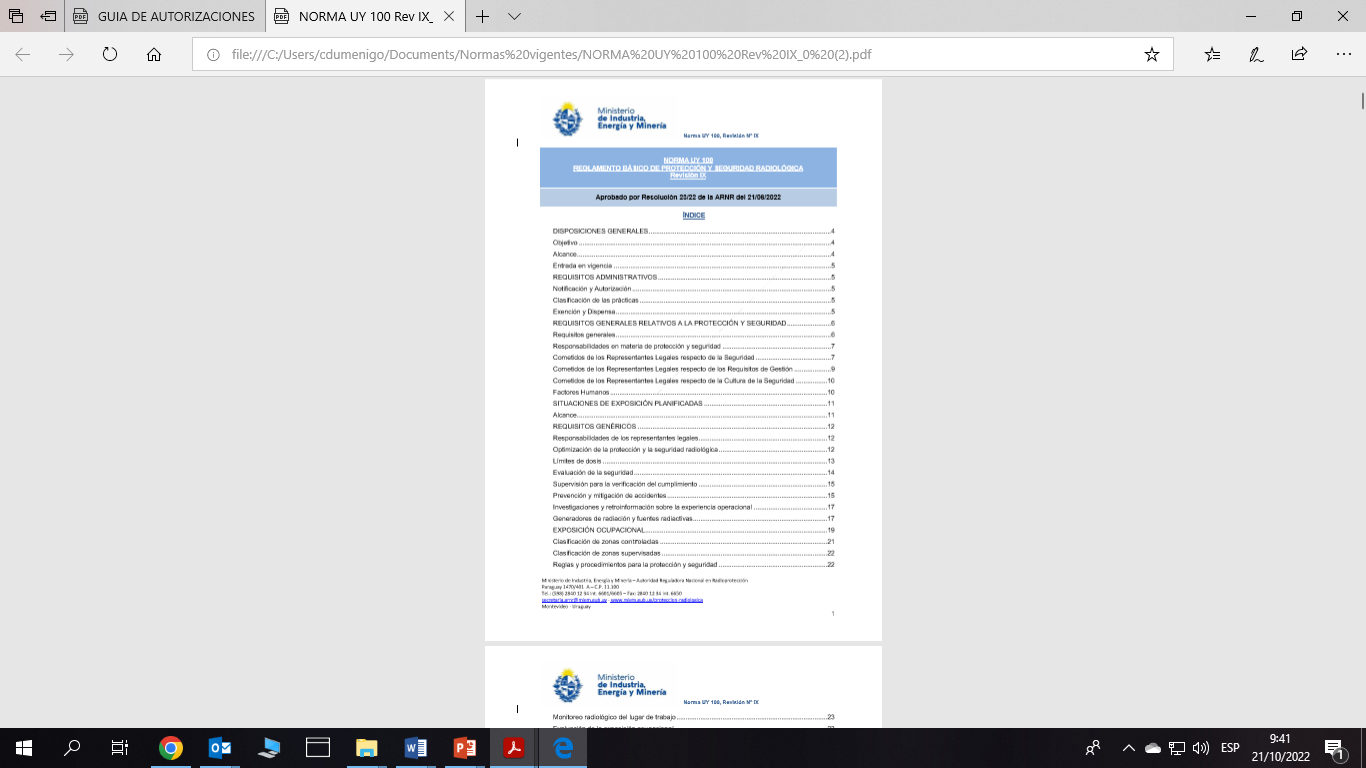 GUIA DE AUTORIZACIONES
NORMA UY 100 Rev IX
file:///C:/Users/cdumenigo/Documents/Normas%20vigentes/NORMA%20UY%20100%20Rev%20IX_0%20(2).pdf
Ministerio
de Industria,
Energía y Minería
Norma UY 100, Revisión N° IX
NORMA UY 100
REGLAMENTO BÁSICO DE PROTECCIÓN Y SEGURIDAD RADIOLÓGICA
Revisión IX
Aprobado por Resolución 23/22 de la ARNR del 21/06/2022
ÍNDICE
DISPOSICIONES GENERALES 4
Objetivo 4
Alcance 4
Entrada en vigencia 5
REQUISITOS ADMINISTRATIVOS 5
Notificación y Autorización 5
Clasificación de las prácticas 5
Exención y Dispensa 5
REQUISITOS GENERALES RELATIVOS A LA PROTECCIÓN Y SEGURIDAD 6
Requisitos generales 6
Responsabilidades en materia de protección y seguridad 7
Cometidos de los Representantes Legales respecto de la Seguridad 7
Cometidos de los Representantes Legales respecto de los Requisitos de Gestión 9
Cometidos de los Representantes Legales respecto de la Cultura de la Seguridad 10
Factores Humanos 10
SITUACIONES DE EXPOSICIÓN PLANIFICADAS 11
Alcance 11
REQUISITOS GENÉRICOS 12
Responsabilidades de los representantes legales 12
Optimización de la protección y la seguridad radiológica 12
Límites de dosis 13
Evaluación de la seguridad 14
Supervisión para la verificación del cumplimiento 15
Prevención y mitigación de accidentes 15
Investigaciones y retroinformación sobre la experiencia operacional 17
Generadores de radiación y fuentes radiactivas 17
EXPOSICIÓN OCUPACIONAL 19
Clasificación de zonas controladas 21
Clasificación de zonas supervisadas 22
Reglas y procedimientos para la protección y seguridad 22
Ministerio de Industria, Energía y Minería – Autoridad Reguladora Nacional en Radioprotección
Montevideo - Uruguay
1
Ministerio
de Industria,
Energía y Minería
Norma UY 100, Revisión N° IX
Monitoreo radiológico del lugar de trabajo 23
ESP
9:41
21/10/2022
1